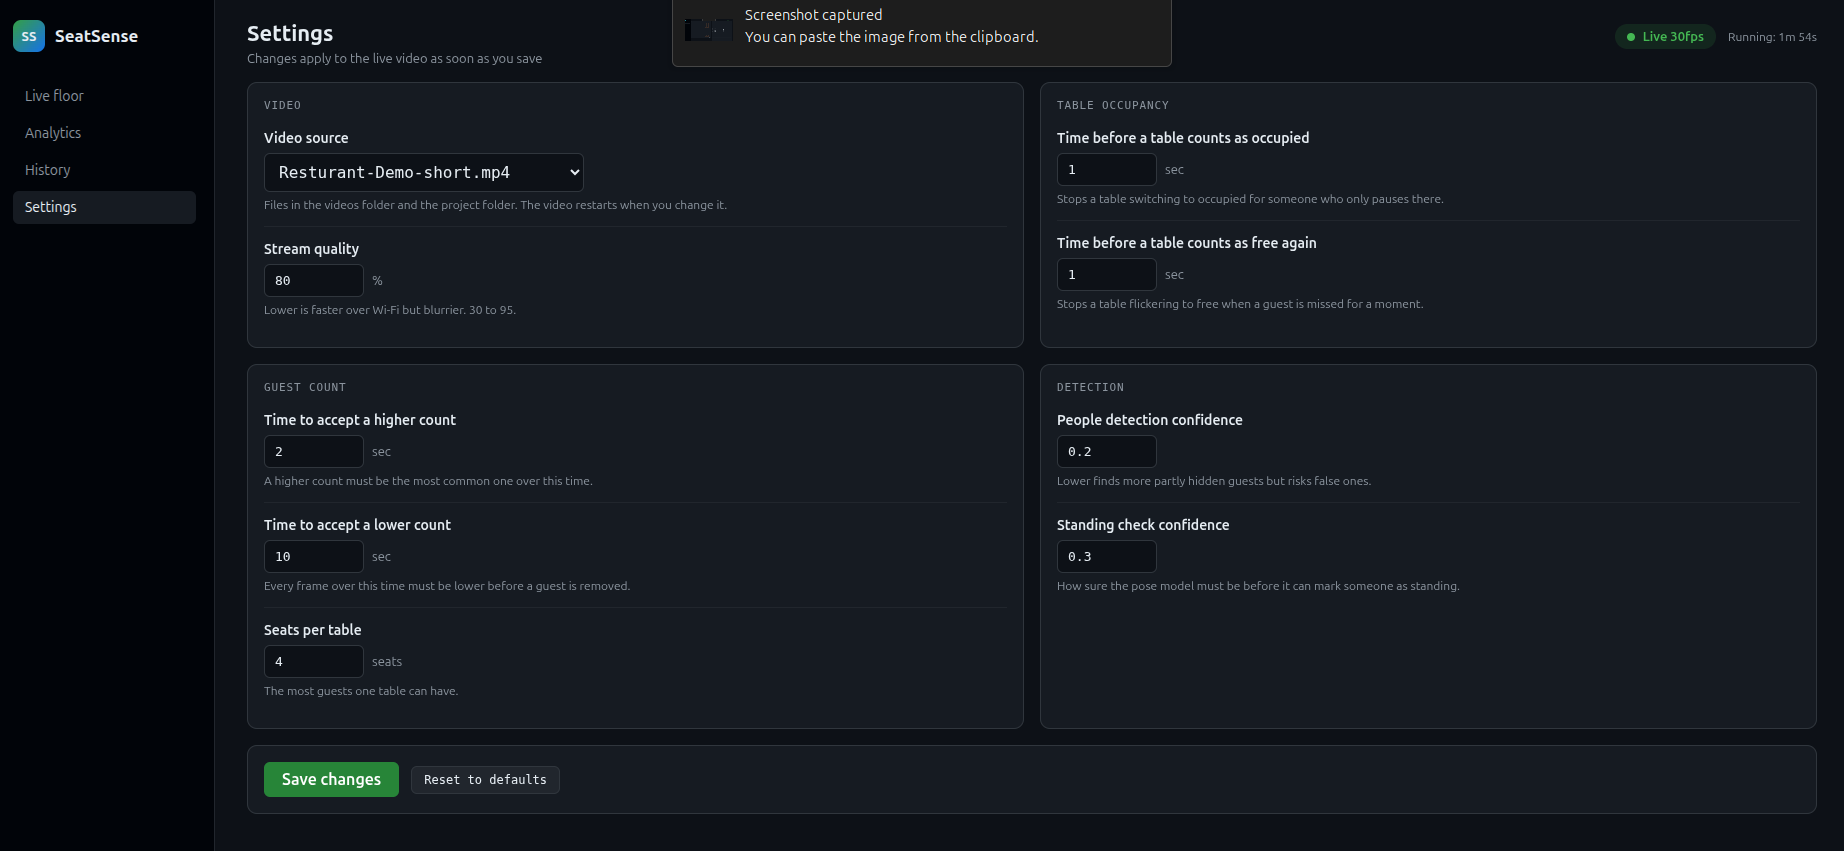 SS SeatSense
Live floor
Analytics
History
Settings
Settings
Changes apply to the live video as soon as you save
Screenshot captured
You can paste the image from the clipboard.
Live 30fps
Running: 1m 54s
VIDEO
Video source
Resturant-Demo-short.mp4
Files in the videos folder and the project folder. The video restarts when you change it.
Stream quality
80 %
Lower is faster over Wi-Fi but blurrier. 30 to 95.
TABLE OCCUPANCY
Time before a table counts as occupied
1 sec
Stops a table switching to occupied for someone who only pauses there.
Time before a table counts as free again
1 sec
Stops a table flickering to free when a guest is missed for a moment.
GUEST COUNT
Time to accept a higher count
2 sec
A higher count must be the most common one over this time.
Time to accept a lower count
10 sec
Every frame over this time must be lower before a guest is removed.
Seats per table
4 seats
The most guests one table can have.
DETECTION
People detection confidence
0.2
Lower finds more partly hidden guests but risks false ones.
Standing check confidence
0.3
How sure the pose model must be before it can mark someone as standing.
Save changes
Reset to defaults